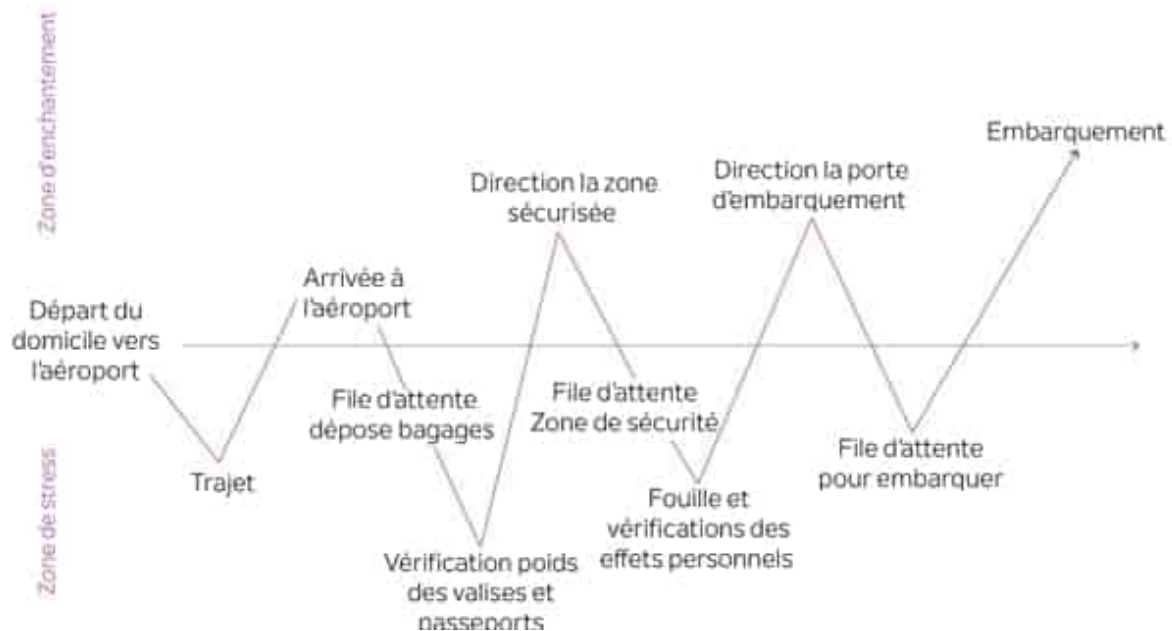 Zone d'enchantement
Zone de stress
Départ du
domicile vers
l'aéroport
Trajet
Arrivée à
l'aéroport
File d'attente
dépose bagages
Vérification poids
des valises et
passeports
Direction la zone
sécurisée
File d'attente
Zone de sécurité
Fouille et
vérifications des
effets personnels
Direction la porte
d'embarquement
File d'attente
pour embarquer
Embarquement